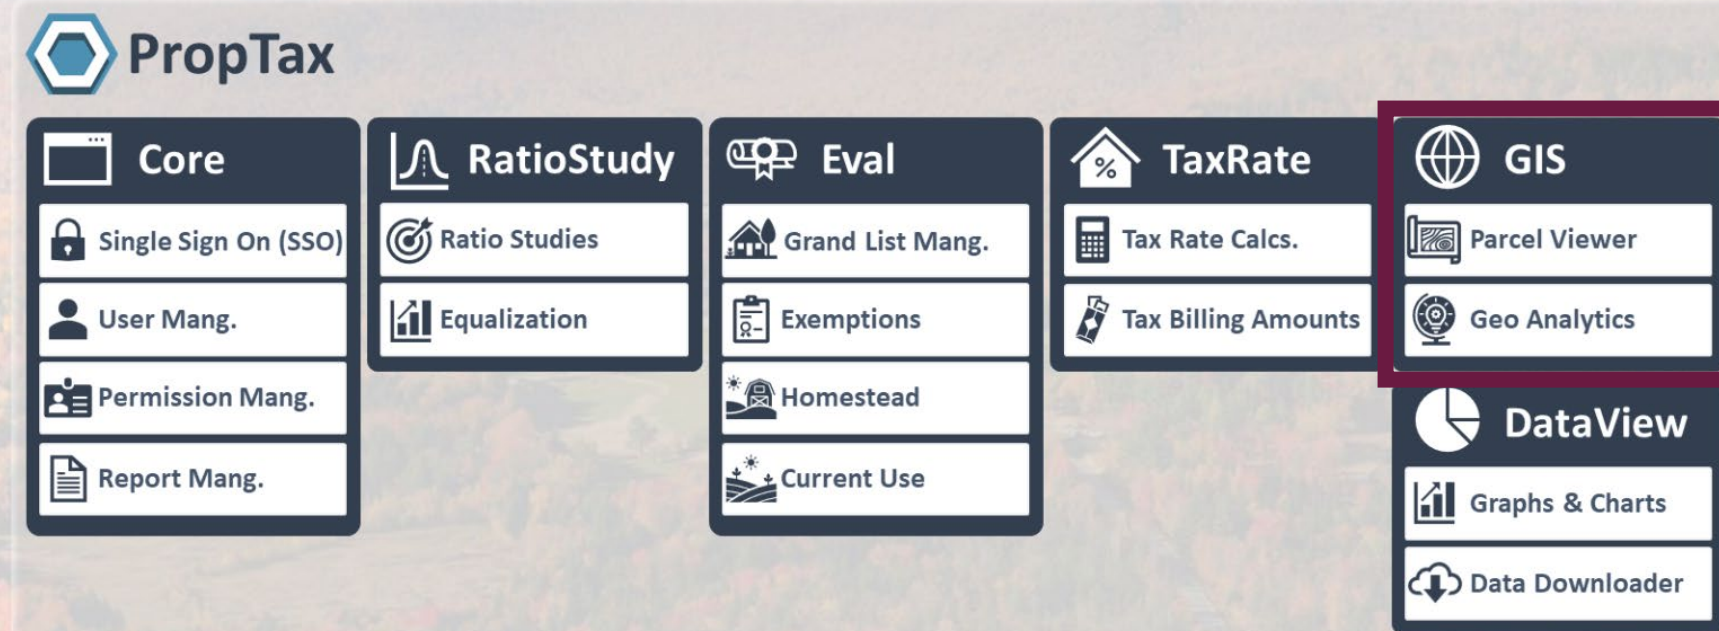 PropTax
Core
Single Sign On (SSO)
User Mang.
Permission Mang.
Report Mang.
RatioStudy
Ratio Studies
Equalization
Eval
Grand List Mang.
Exemptions
Homestead
Current Use
% TaxRate
Tax Rate Calcs.
Tax Billing Amounts
GIS
Parcel Viewer
Geo Analytics
DataView
Graphs & Charts
Data Downloader